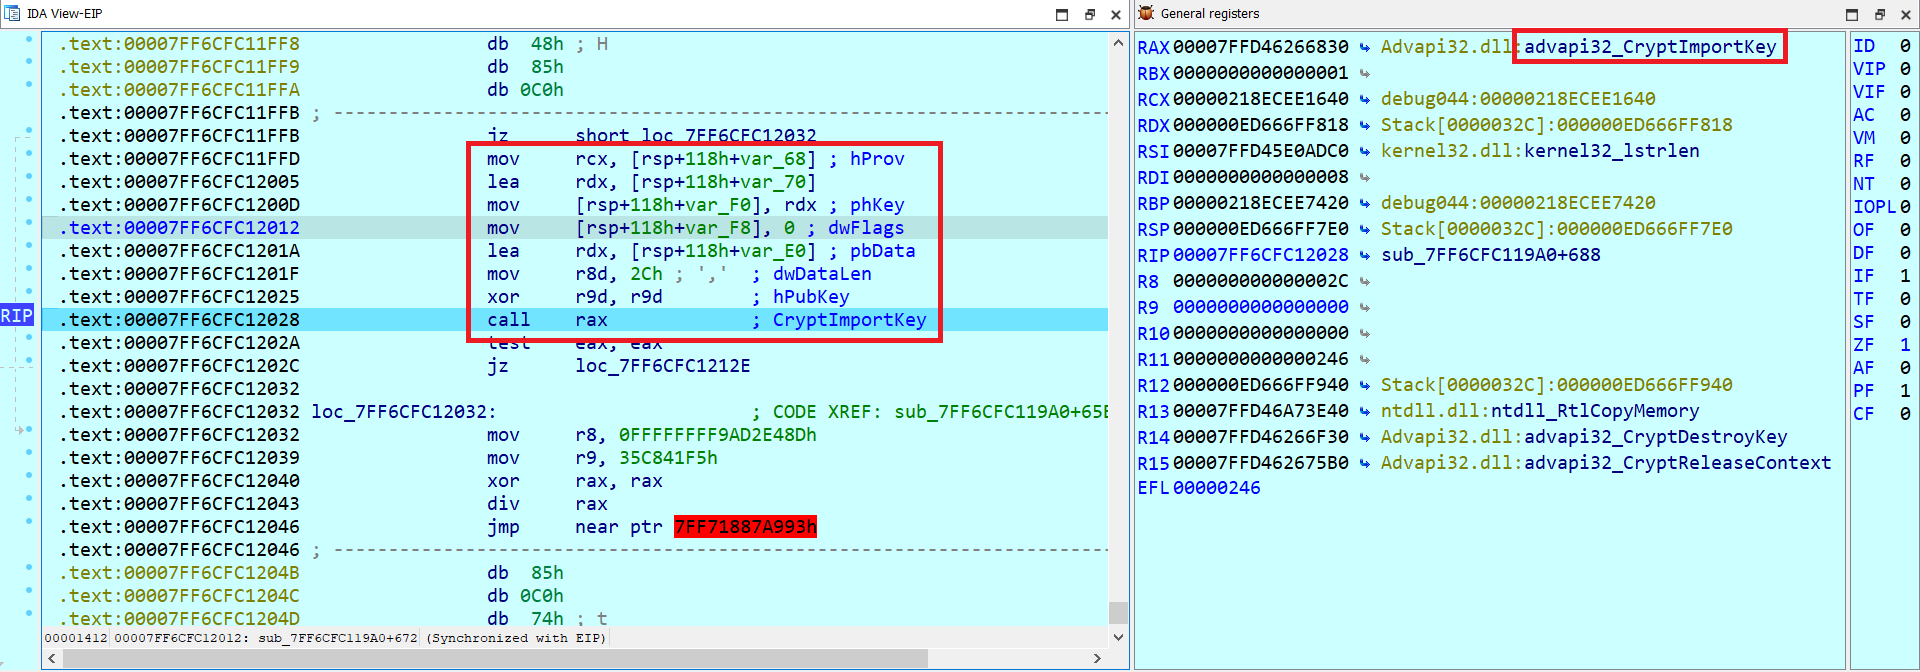 IDA View-EIP
.text:00007FF6CFC11FF8 db 48h ; H
.text:00007FF6CFC11FF9 db 85h
.text:00007FF6CFC11FFA db 0C0h
.text:00007FF6CFC11FFB ; ---------------------------------------------------------------------------
.text:00007FF6CFC11FFB jz short loc_7FF6CFC12032
.text:00007FF6CFC11FFD mov rcx, [rsp+118h+var_68] ; hProv
.text:00007FF6CFC12005 lea rdx, [rsp+118h+var_70]
.text:00007FF6CFC1200D mov [rsp+118h+var_F0], rdx ; phKey
.text:00007FF6CFC12012 mov [rsp+118h+var_F8], 0 ; dwFlags
.text:00007FF6CFC1201A lea rdx, [rsp+118h+var_E0] ; pbData
.text:00007FF6CFC1201F mov r8d, 2Ch ; ',' ; dwDataLen
.text:00007FF6CFC12025 xor r9d, r9d ; hPubKey
RIP .text:00007FF6CFC12028 call rax ; CryptImportKey
.text:00007FF6CFC1202A test eax, eax
.text:00007FF6CFC1202C jz loc_7FF6CFC1212E
.text:00007FF6CFC12032
.text:00007FF6CFC12032 loc_7FF6CFC12032: ; CODE XREF: sub_7FF6CFC119A0+65B
.text:00007FF6CFC12032 mov r8, 0FFFFFFFF9AD2E48Dh
.text:00007FF6CFC12039 mov r9, 35C841F5h
.text:00007FF6CFC12040 xor rax, rax
.text:00007FF6CFC12043 div rax
.text:00007FF6CFC12046 jmp near ptr 7FF71887A993h
.text:00007FF6CFC12046 ; ---------------------------------------------------------------------------
.text:00007FF6CFC1204B db 85h
.text:00007FF6CFC1204C db 0C0h
.text:00007FF6CFC1204D db 74h ; t
00001412 00007FF6CFC12012: sub_7FF6CFC119A0+672 (Synchronized with EIP)
General registers
RAX 00007FFD46266830 Advapi32.dll:advapi32_CryptImportKey
RBX 0000000000000001
RCX 00000218ECEE1640 debug044:00000218ECEE1640
RDX 000000ED666FF818 Stack[0000032C]:000000ED666FF818
RSI 00007FFD45E0ADC0 kernel32.dll:kernel32_lstrlen
RDI 0000000000000008
RBP 00000218ECEE7420 debug044:00000218ECEE7420
RSP 000000ED666FF7E0 Stack[0000032C]:000000ED666FF7E0
RIP 00007FF6CFC12028 sub_7FF6CFC119A0+688
R8 000000000000002C
R9 0000000000000000
R10 0000000000000000
R11 0000000000000246
R12 000000ED666FF940 Stack[0000032C]:000000ED666FF940
R13 00007FFD46A73E40 ntdll.dll:ntdll_RtlCopyMemory
R14 00007FFD46266F30 Advapi32.dll:advapi32_CryptDestroyKey
R15 00007FFD462675B0 Advapi32.dll:advapi32_CryptReleaseContext
EFL 00000246
ID 0
VIP 0
VIF 0
AC 0
VM 0
RF 0
NT 0
IOPL 0
OF 0
DF 0
IF 1
TF 0
SF 0
ZF 1
AF 0
PF 1
CF 0